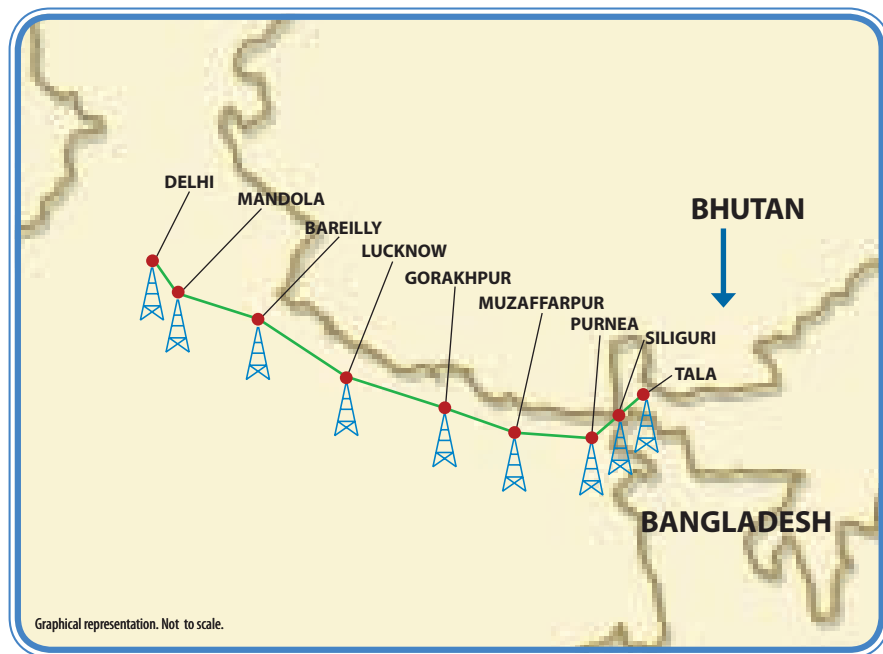 DELHI
MANDOLA
BAREILLY
LUCKNOW
GORAKHPUR
MUZAFFARPUR
PURNEA
SILIGURI
TALA
BHUTAN
BANGLADESH
Graphical representation. Not to scale.